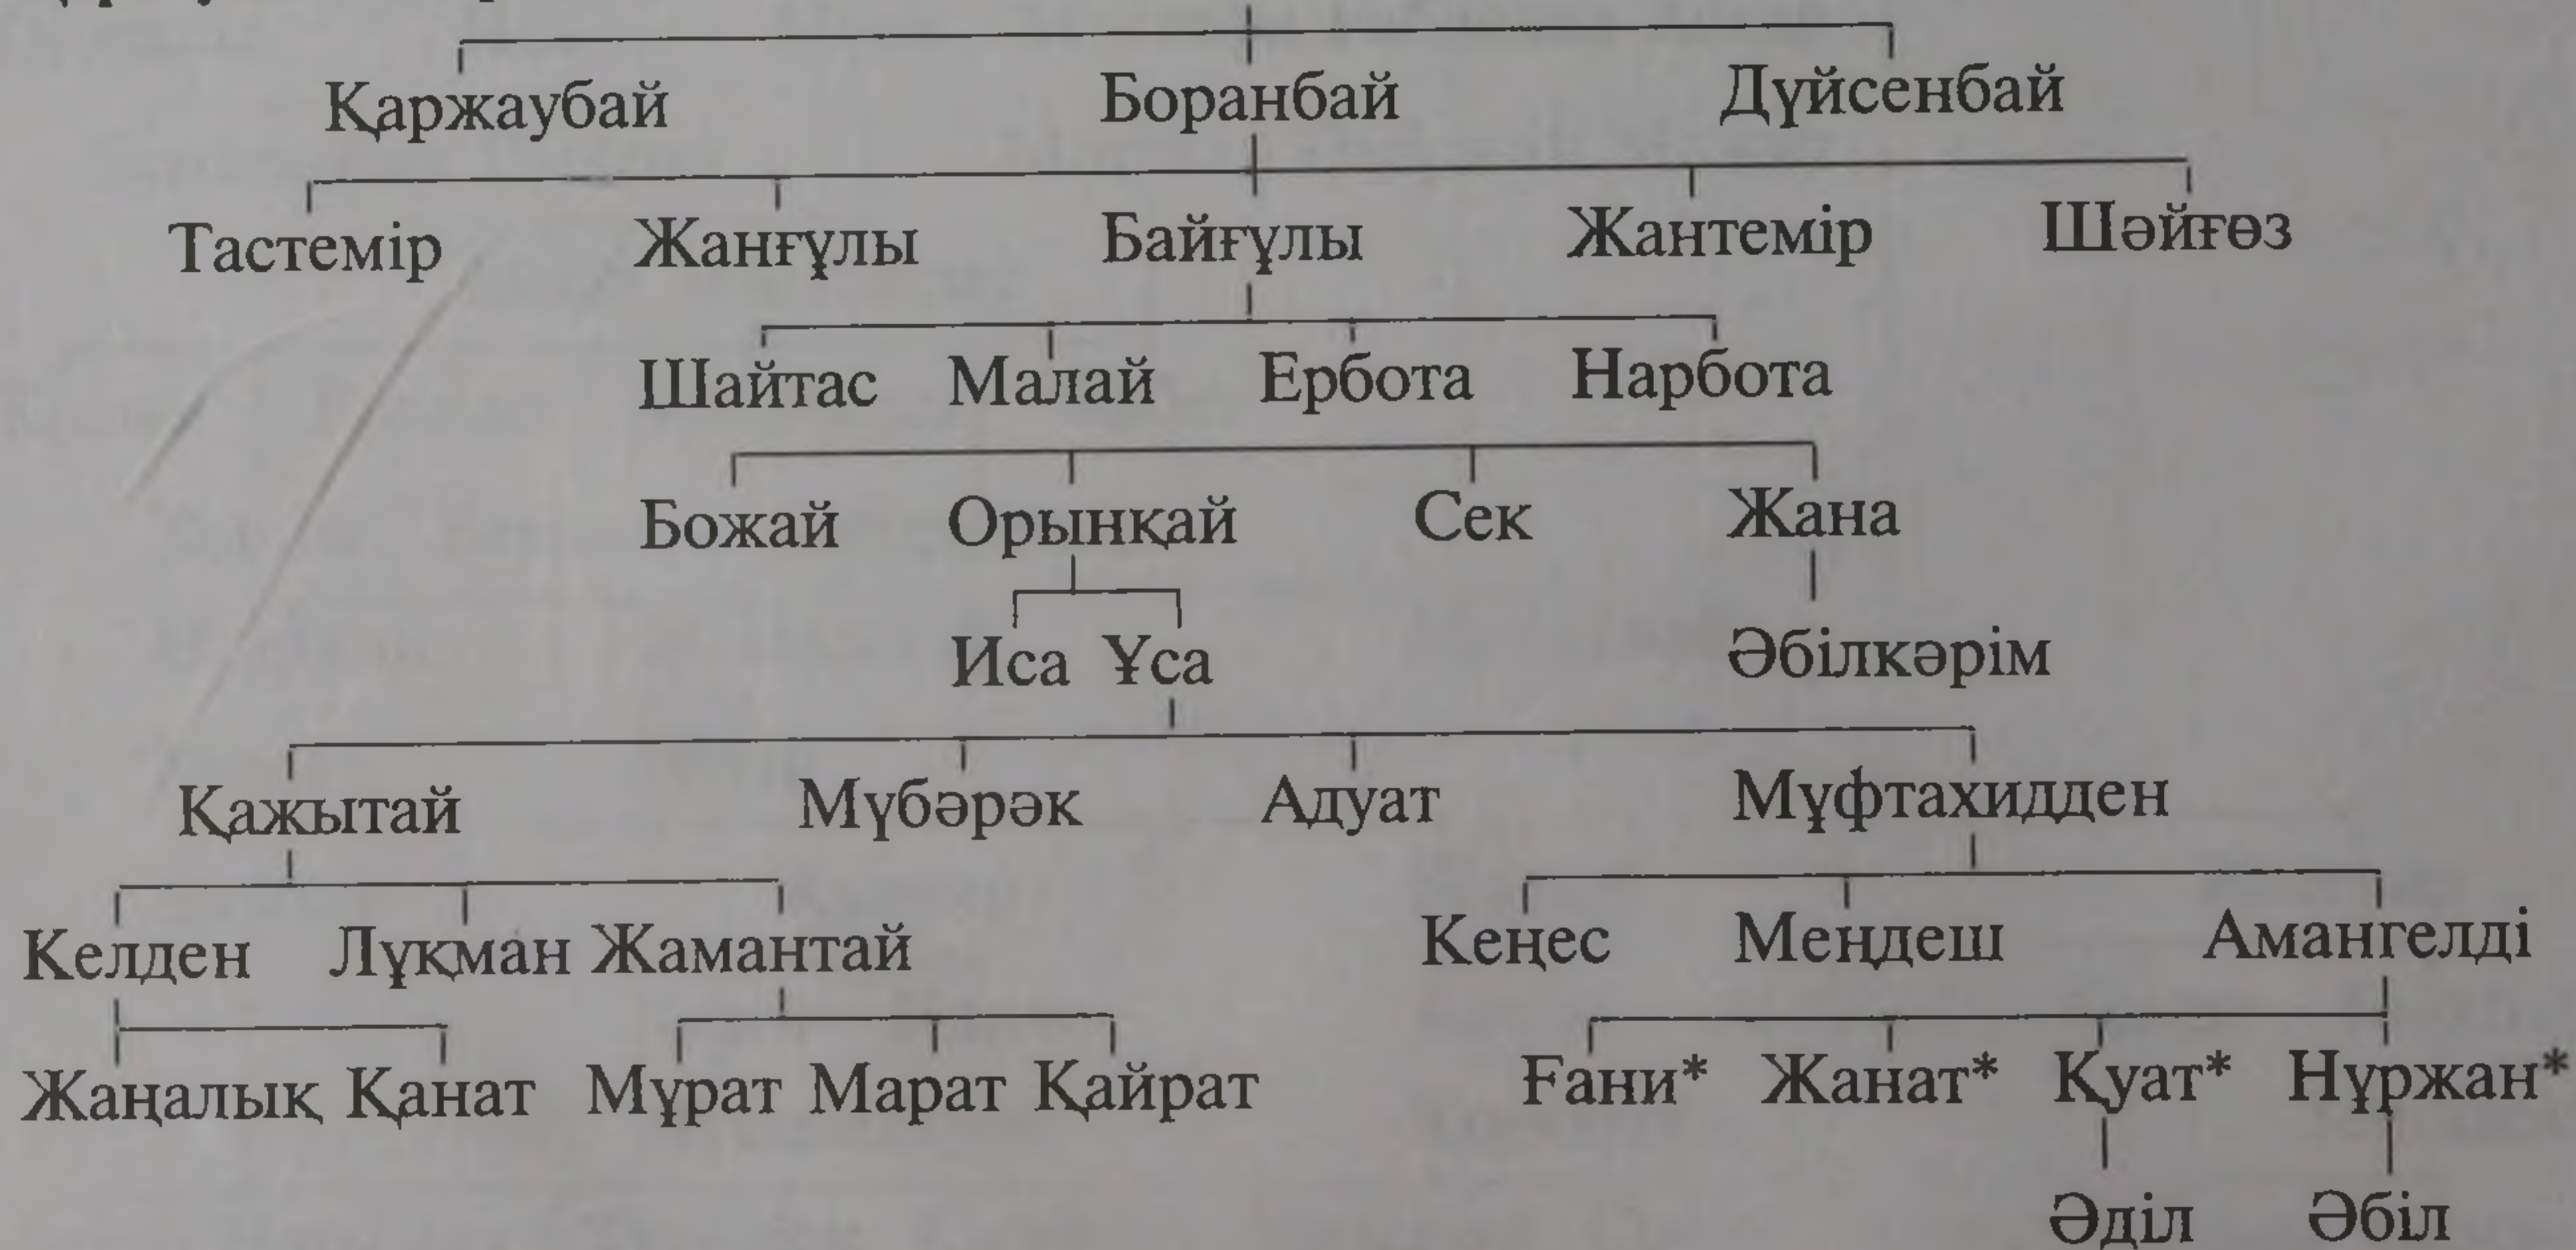 Қаржаубай Боранбай Дүйсенбай
Тастемір Жанғұлы Байғұлы Жантемір Шәйгөз
Шайтас Малай Ербота Нарбота
Божай Орынқай Сек Жана
Иса Ұса Әбілкәрім
Қажытай Мүбәрәк Адуат Мұфтахидден
Келден Лұқман Жамантай Кеңес Меңдеш Амангелді
Жаңалық Қанат Мұрат Марат Қайрат Ғани* Жанат* Қуат* Нұржан*
Әділ Әбіл